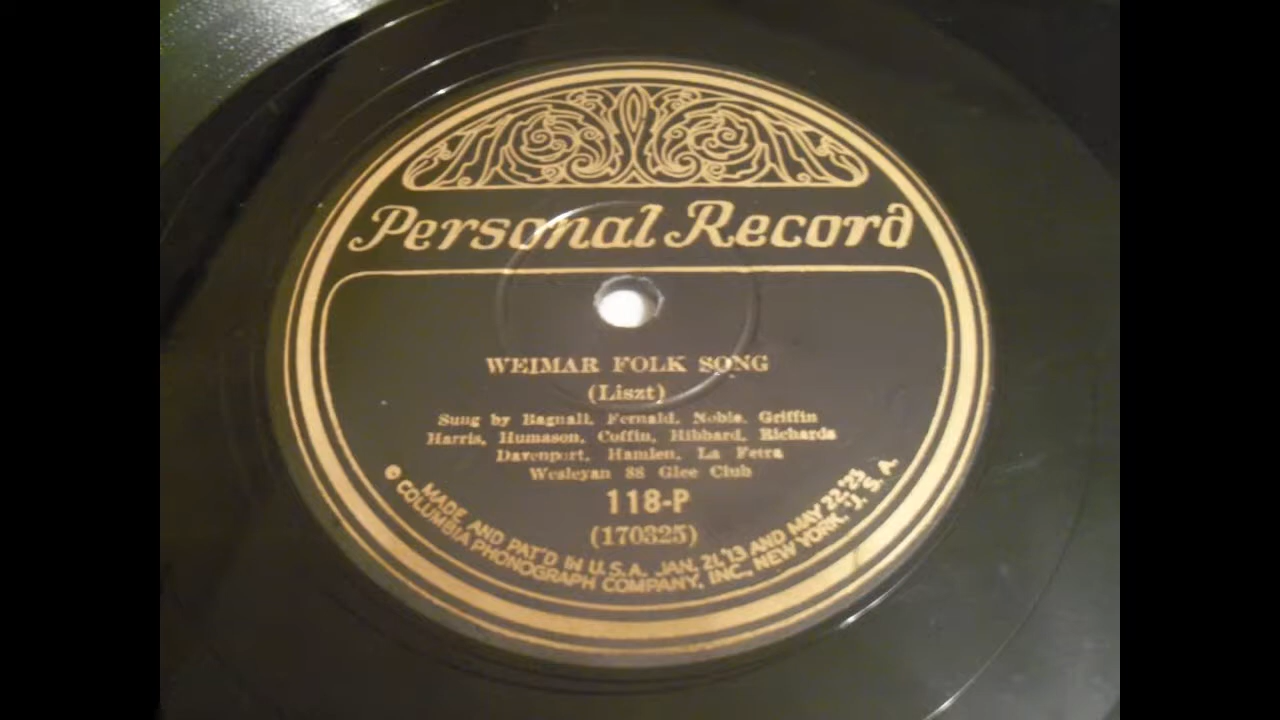 Personal Record
WEIMAR FOLK SONG
(Liszt)
Sung by Bagnall, Fernald, Noble, Griffin
Harris, Humason, Coffin, Hibbard, Richards
Davenport, Hamlen, La Fetra
Wesleyan 88 Glee Club
118-P
(170325)
MADE AND PAT'D IN U.S.A. JAN. 21,'13 AND MAY 22,'23
© COLUMBIA PHONOGRAPH COMPANY, INC., NEW YORK, U. S. A.